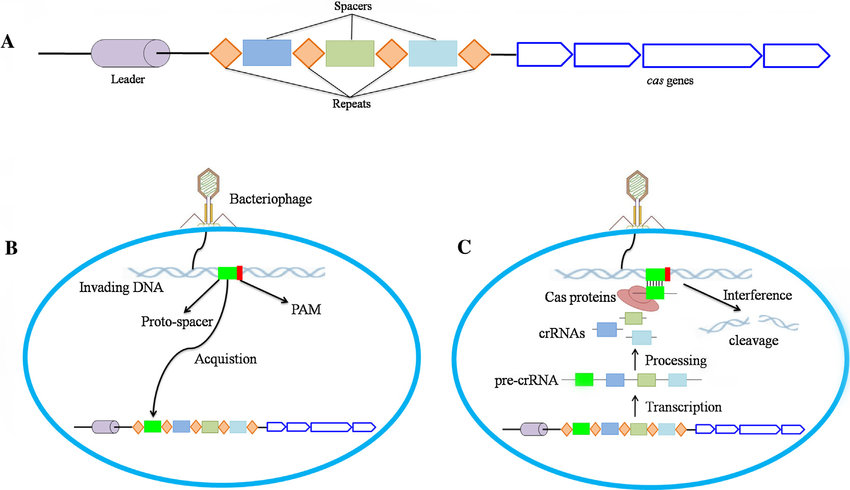 A
Spacers
Leader
Repeats
cas genes
B
Bacteriophage
Invading DNA
Proto-spacer
PAM
Acquistion
C
Cas proteins
Interference
crRNAs
cleavage
Processing
pre-crRNA
Transcription